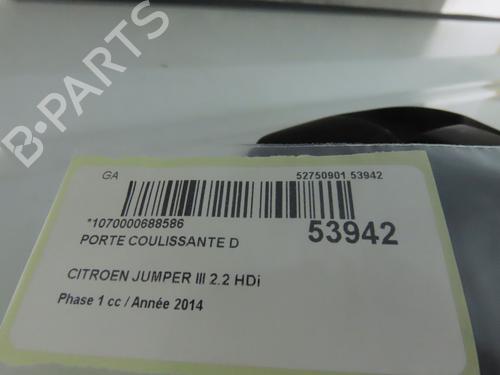 B-PARTS
GA
52750901 53942
*1070000688586
53942
PORTE COULISSANTE D
CITROEN JUMPER III 2.2 HDi
Phase 1 cc / Année 2014